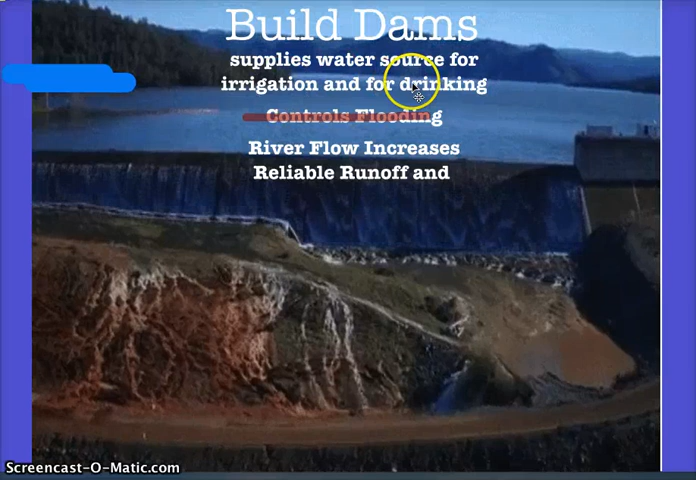 Build Dams
supplies water source for
irrigation and for drinking
Controls Flooding
River Flow Increases
Reliable Runoff and
Screencast-O-Matic.com